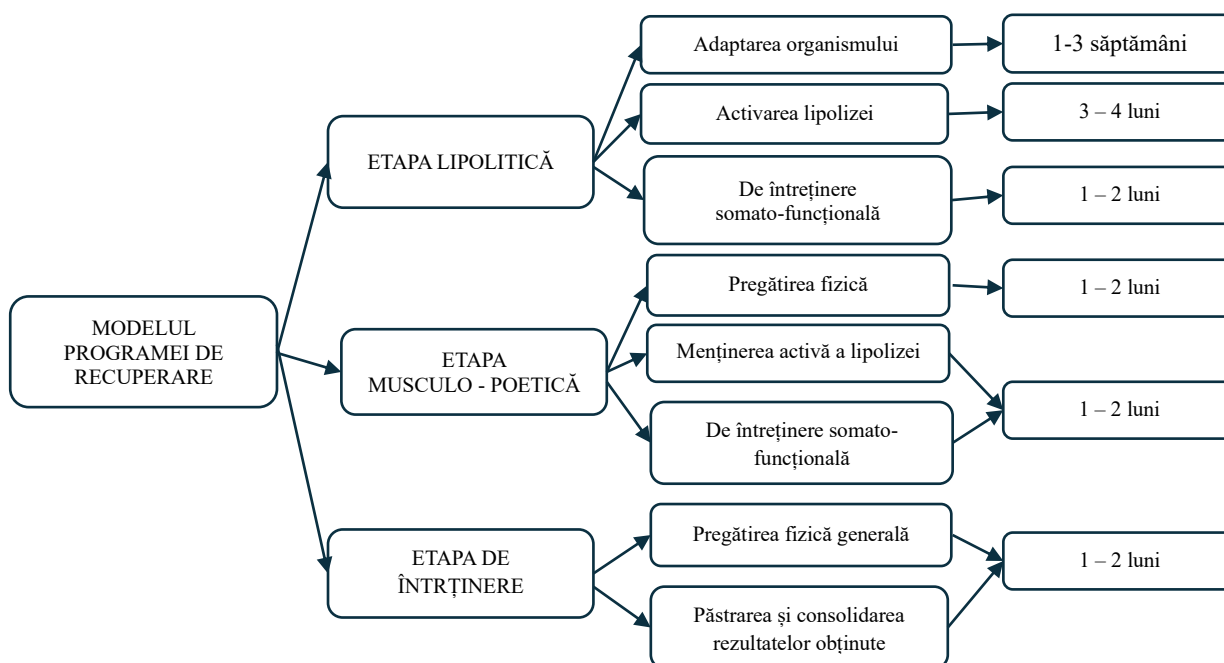 MODELUL
PROGRAMEI DE
RECUPERARE
ETAPA LIPOLITICĂ
Adaptarea organismului
1-3 săptămâni
Activarea lipolizei
3 – 4 luni
De întreținere
somato-funcțională
1 – 2 luni
ETAPA
MUSCULO - POETICĂ
Pregătirea fizică
1 – 2 luni
Menținerea activă a lipolizei
De întreținere somato-
funcțională
1 – 2 luni
ETAPA DE
ÎNTRȚINERE
Pregătirea fizică generală
Păstrarea și consolidarea
rezultatelor obținute
1 – 2 luni